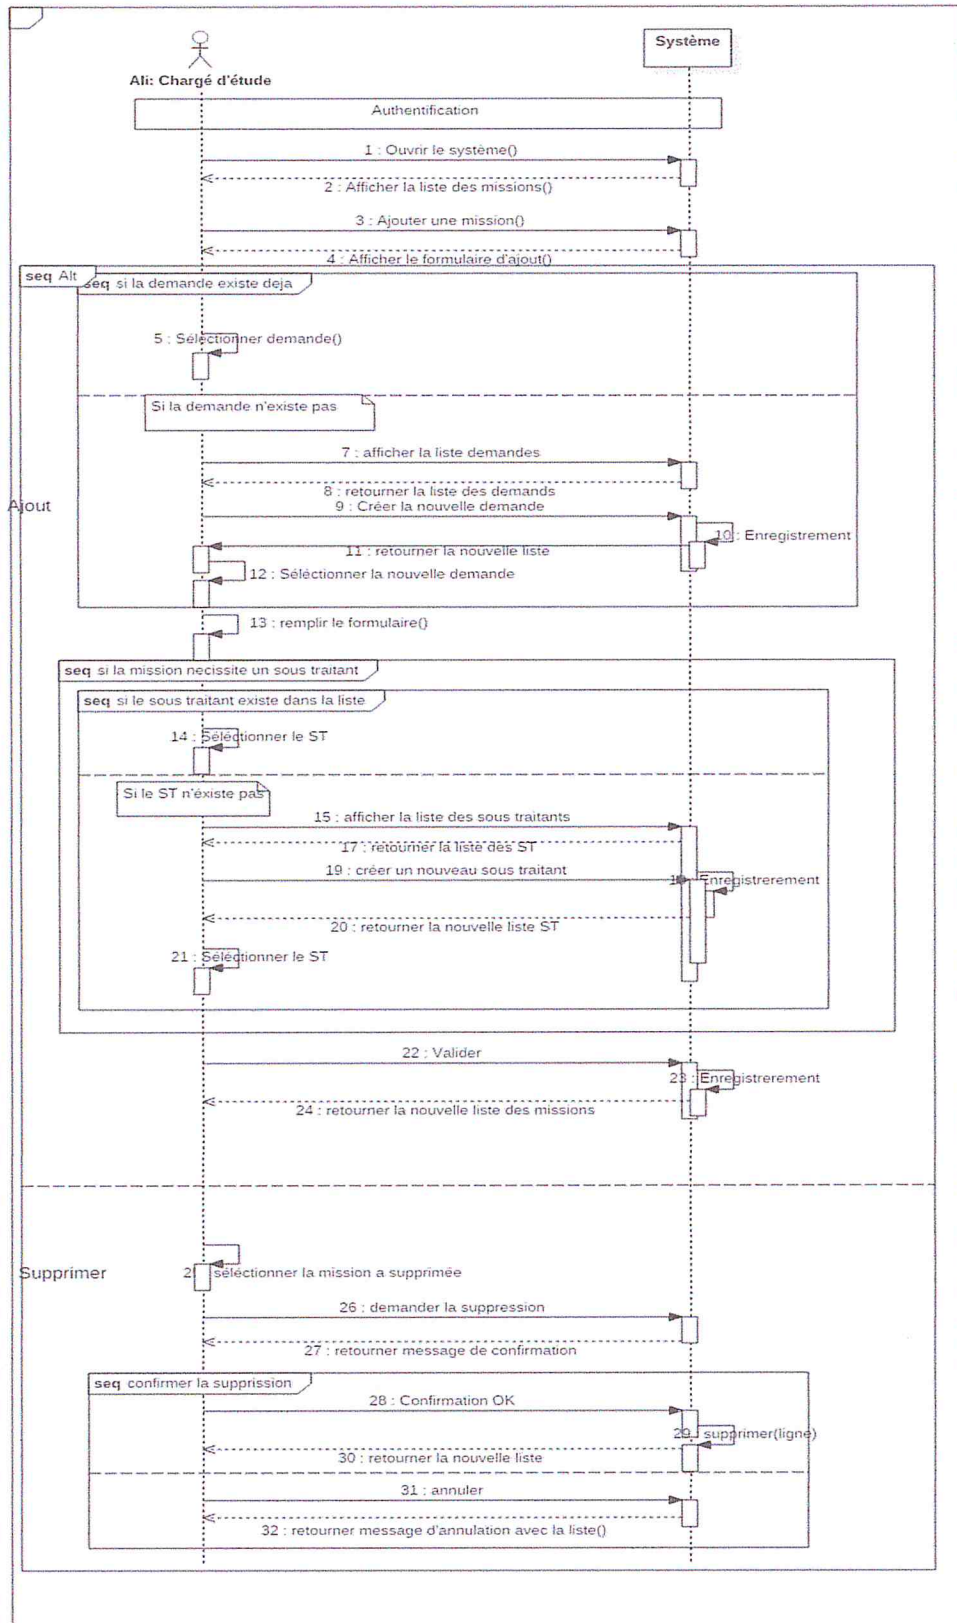 Système
Ali: Chargé d'étude
Authentification
1 : Ouvrir le système()
2 : Afficher la liste des missions()
3 : Ajouter une mission()
4 : Afficher le formulaire d'ajout()
seq Alt
seq si la demande existe deja
5 : Séléctionner demande()
Si la demande n'existe pas
7 : afficher la liste demandes
8 : retourner la liste des demands
Ajout
9 : Créer la nouvelle demande
10 : Enregistrement
11 : retourner la nouvelle liste
12 : Séléctionner la nouvelle demande
13 : remplir le formulaire()
seq si la mission necissite un sous traitant
seq si le sous traitant existe dans la liste
14 : Séléctionner le ST
Si le ST n'éxiste pas
15 : afficher la liste des sous traitants
17 : retourner la liste des ST
19 : créer un nouveau sous traitant
Enregistrerement
20 : retourner la nouvelle liste ST
21 : Séléctionner le ST
22 : Valider
23 : Enregistrerement
24 : retourner la nouvelle liste des missions
Supprimer
séléctionner la mission a supprimée
26 : demander la suppression
27 : retourner message de confirmation
seq confirmer la supprission
28 : Confirmation OK
29 : supprimer(ligne)
30 : retourner la nouvelle liste
31 : annuler
32 : retourner message d'annulation avec la liste()